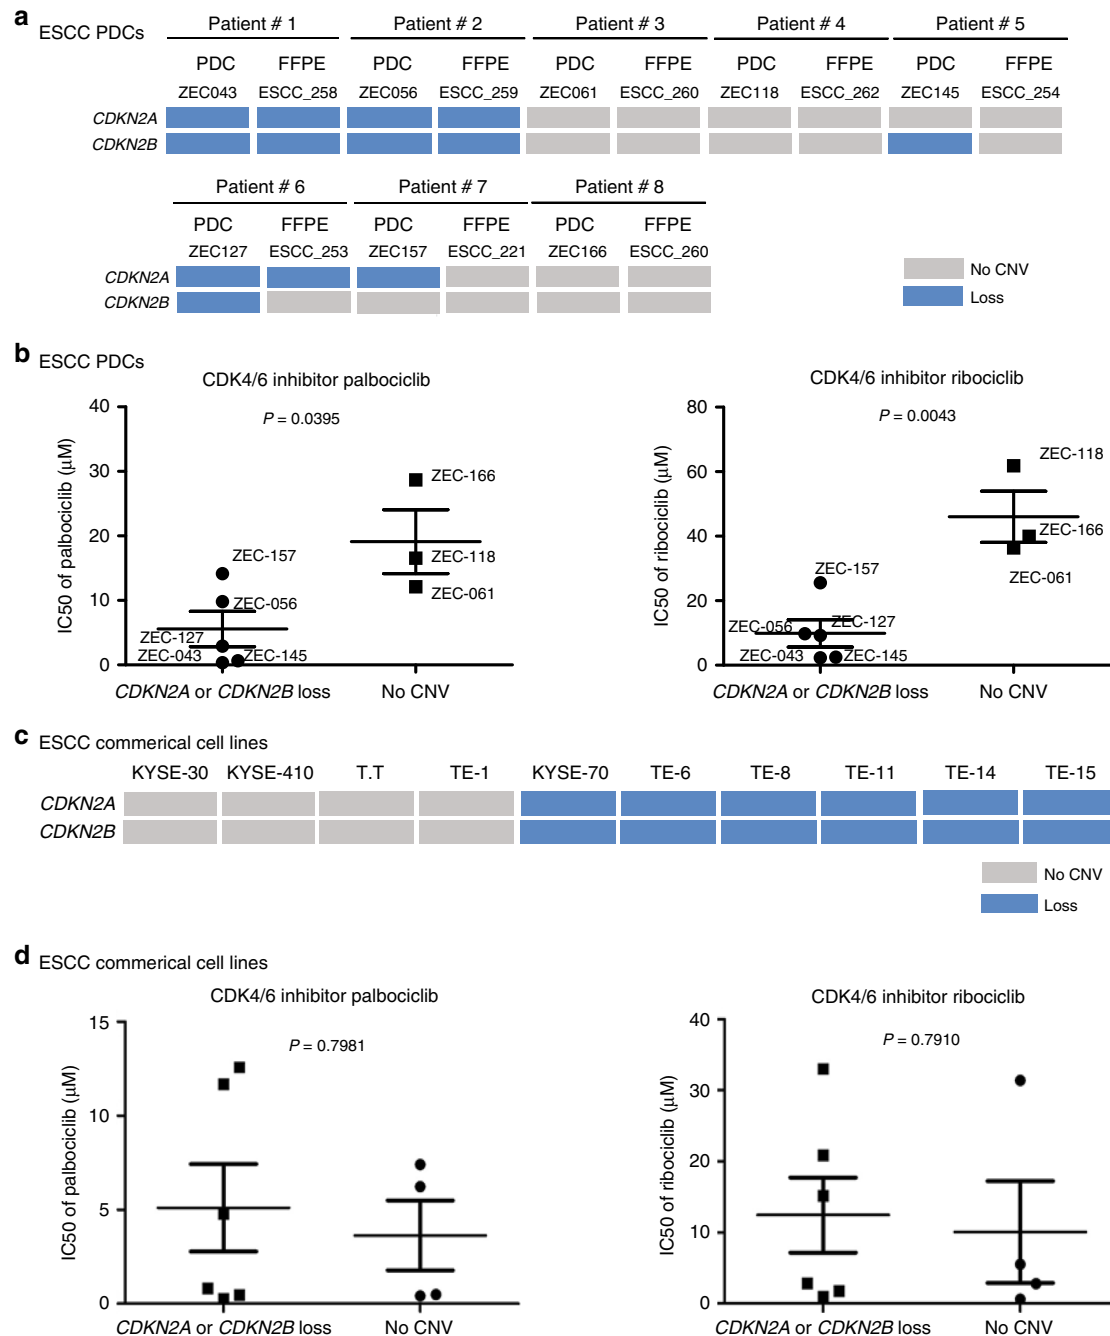 a ESCC PDCs
Patient # 1 Patient # 2 Patient # 3 Patient # 4 Patient # 5
PDC FFPE PDC FFPE PDC FFPE PDC FFPE PDC FFPE
ZEC043 ESCC_258 ZEC056 ESCC_259 ZEC061 ESCC_260 ZEC118 ESCC_262 ZEC145 ESCC_254
CDKN2A
CDKN2B
Patient # 6 Patient # 7 Patient # 8
PDC FFPE PDC FFPE PDC FFPE
ZEC127 ESCC_253 ZEC157 ESCC_221 ZEC166 ESCC_260
CDKN2A
CDKN2B
No CNV
Loss
b ESCC PDCs
CDK4/6 inhibitor palbociclib
P = 0.0395
IC50 of palbociclib (μM)
40
30
20
10
0
ZEC-166
ZEC-118
ZEC-061
ZEC-157
ZEC-056
ZEC-127
ZEC-043
ZEC-145
CDKN2A or CDKN2B loss No CNV
CDK4/6 inhibitor ribociclib
P = 0.0043
IC50 of ribociclib (μM)
80
60
40
20
0
ZEC-118
ZEC-166
ZEC-061
ZEC-157
ZEC-056
ZEC-127
ZEC-043
ZEC-145
CDKN2A or CDKN2B loss No CNV
c ESCC commerical cell lines
KYSE-30 KYSE-410 T.T TE-1 KYSE-70 TE-6 TE-8 TE-11 TE-14 TE-15
CDKN2A
CDKN2B
No CNV
Loss
d ESCC commerical cell lines
CDK4/6 inhibitor palbociclib
P = 0.7981
IC50 of palbociclib (μM)
15
10
5
0
CDKN2A or CDKN2B loss No CNV
CDK4/6 inhibitor ribociclib
P = 0.7910
IC50 of ribociclib (μM)
40
30
20
10
0
CDKN2A or CDKN2B loss No CNV